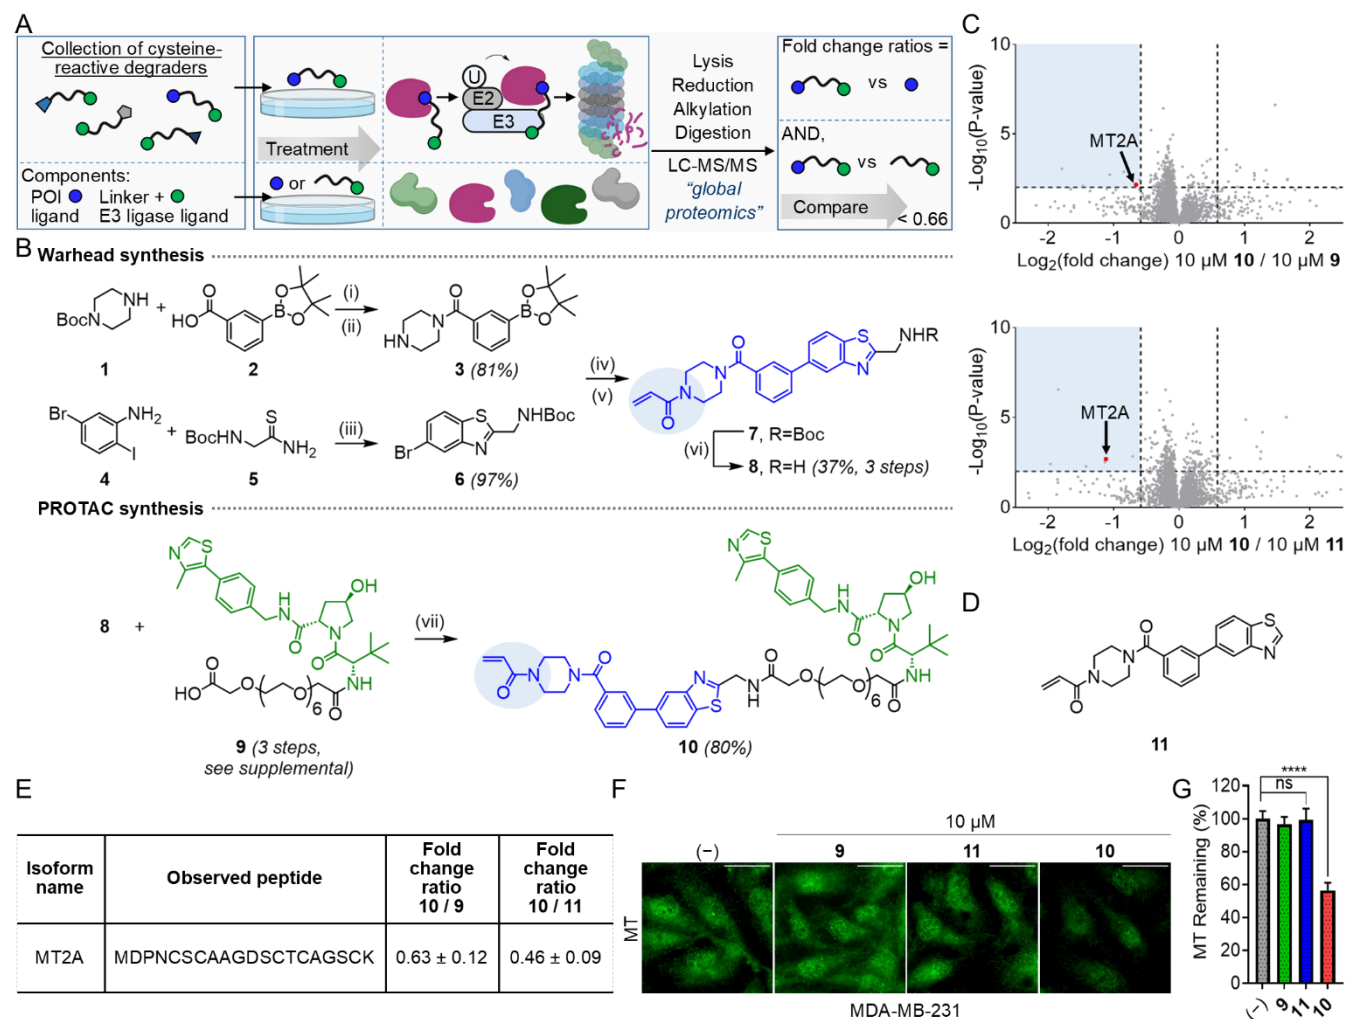 A
Collection of cysteine-
reactive degraders
Components:
POI
ligand
Linker +
E3 ligase ligand
Treatment
or
U
E2
E3
Lysis
Reduction
Alkylation
Digestion
LC-MS/MS
“global
proteomics”
Fold change ratios =
vs
AND,
vs
Compare
< 0.66
B
Warhead synthesis
BocN
NH
+
HO
O
B
O
O
(i)
(ii)
HN
N
O
B
O
O
1
2
3 (81%)
Br
NH2
I
+
BocHN
S
NH2
(iii)
Br
S
N
NHBoc
4
5
6 (97%)
(iv)
(v)
O
N
N
O
S
N
NHR
(vi)
7, R=Boc
8, R=H (37%, 3 steps)
PROTAC synthesis
8
+
N
S
OH
H
N
O
N
O
NH
HO
O
O
O
6
O
9 (3 steps,
see supplemental)
(vii)
O
N
N
O
N
S
N
H
O
O
O
6
O
NH
O
N
O
N
H
OH
N
S
10 (80%)
C
10
5
0
-Log10(P-value)
MT2A
-2 -1 0 1 2
Log2(fold change) 10 μM 10 / 10 μM 9
10
5
0
-Log10(P-value)
MT2A
-2 -1 0 1 2
Log2(fold change) 10 μM 10 / 10 μM 11
D
O
N
N
O
S
N
11
E
Isoform
name
Observed peptide
Fold
change
ratio
10 / 9
Fold
change
ratio
10 / 11
MT2A
MDPNCSCAAGDSCTCAGSCK
0.63 ± 0.12
0.46 ± 0.09
F
10 μM
(−)
9
11
10
MT
MDA-MB-231
G
****
ns
MT Remaining (%)
120
100
80
60
40
20
0
(−)
9
11
10